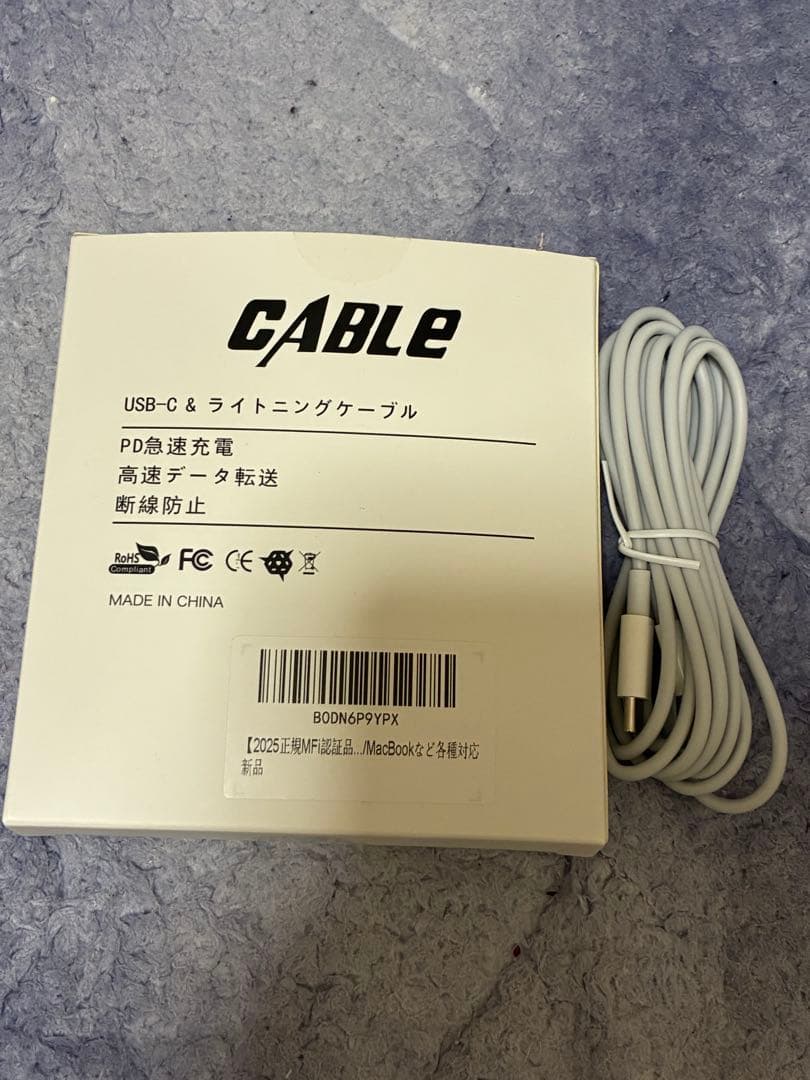 CABLe
USB-C & ライトニングケーブル
PD急速充電
高速データ転送
断線防止
RoHS
Compliant
FC CE
MADE IN CHINA
B0DN6P9YPX
【2025正規MFi認証品.../MacBookなど各種対応
新品